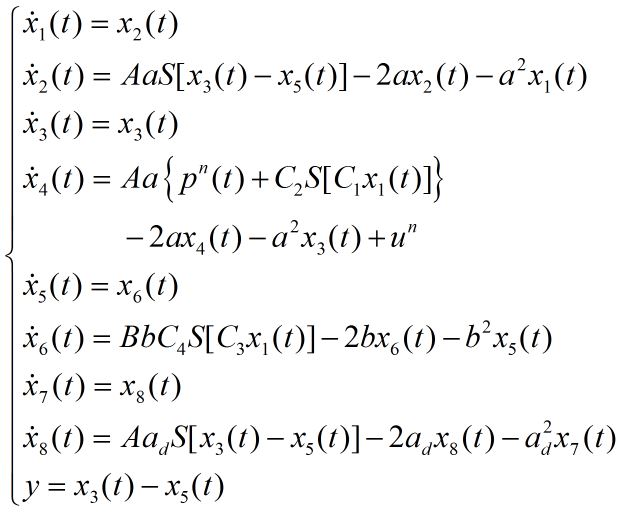 ẋ₁(t) = x₂(t)
ẋ₂(t) = AaS[x₃(t) − x₅(t)] − 2ax₂(t) − a²x₁(t)
ẋ₃(t) = x₃(t)
ẋ₄(t) = Aa{pⁿ(t) + C₂S[C₁x₁(t)]}
− 2ax₄(t) − a²x₃(t) + uⁿ
ẋ₅(t) = x₆(t)
ẋ₆(t) = BbC₄S[C₃x₁(t)] − 2bx₆(t) − b²x₅(t)
ẋ₇(t) = x₈(t)
ẋ₈(t) = Aa_dS[x₃(t) − x₅(t)] − 2a_dx₈(t) − a_d²x₇(t)
y = x₃(t) − x₅(t)